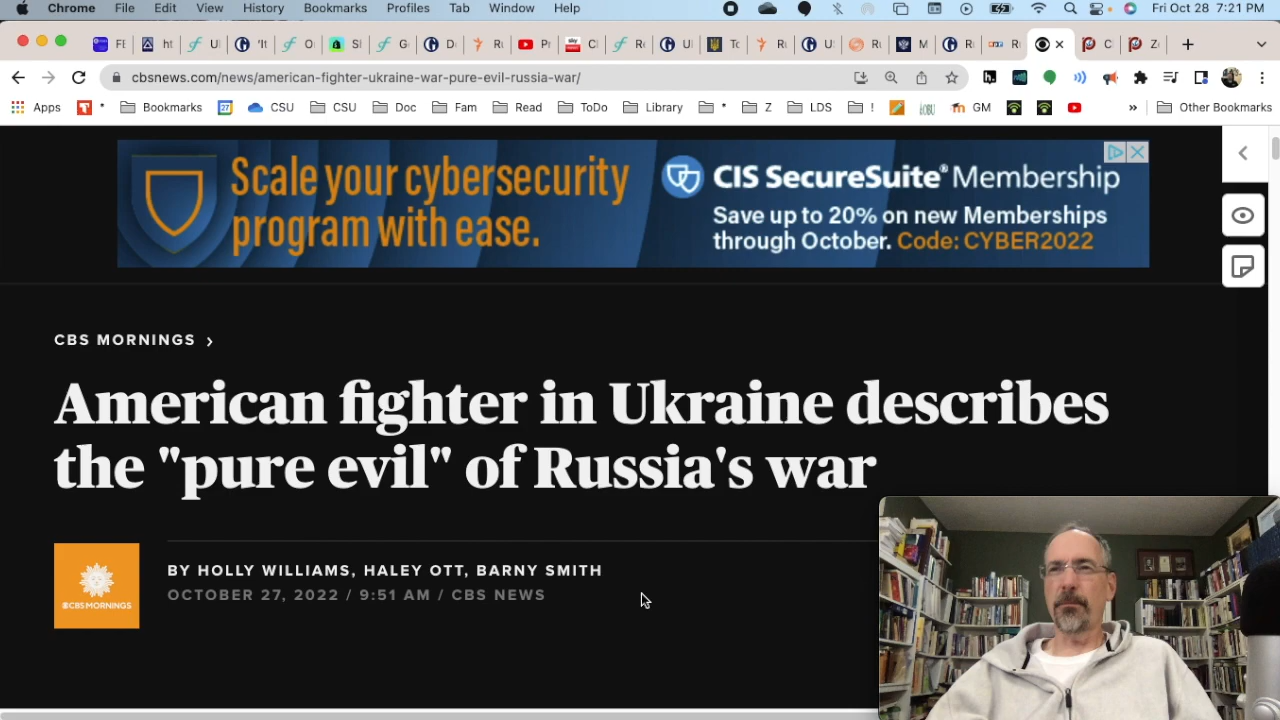 Chrome File Edit View History Bookmarks Profiles Tab Window Help Fri Oct 28 7:21 PM
cbsnews.com/news/american-fighter-ukraine-war-pure-evil-russia-war/
Apps Bookmarks 27 CSU CSU Doc Fam Read ToDo Library * Z LDS ! GM » Other Bookmarks
Scale your cybersecurity
program with ease.
CIS SecureSuite® Membership
Save up to 20% on new Memberships
through October. Code: CYBER2022
CBS MORNINGS >
American fighter in Ukraine describes
the "pure evil" of Russia's war
CBS MORNINGS
BY HOLLY WILLIAMS, HALEY OTT, BARNY SMITH
OCTOBER 27, 2022 / 9:51 AM / CBS NEWS